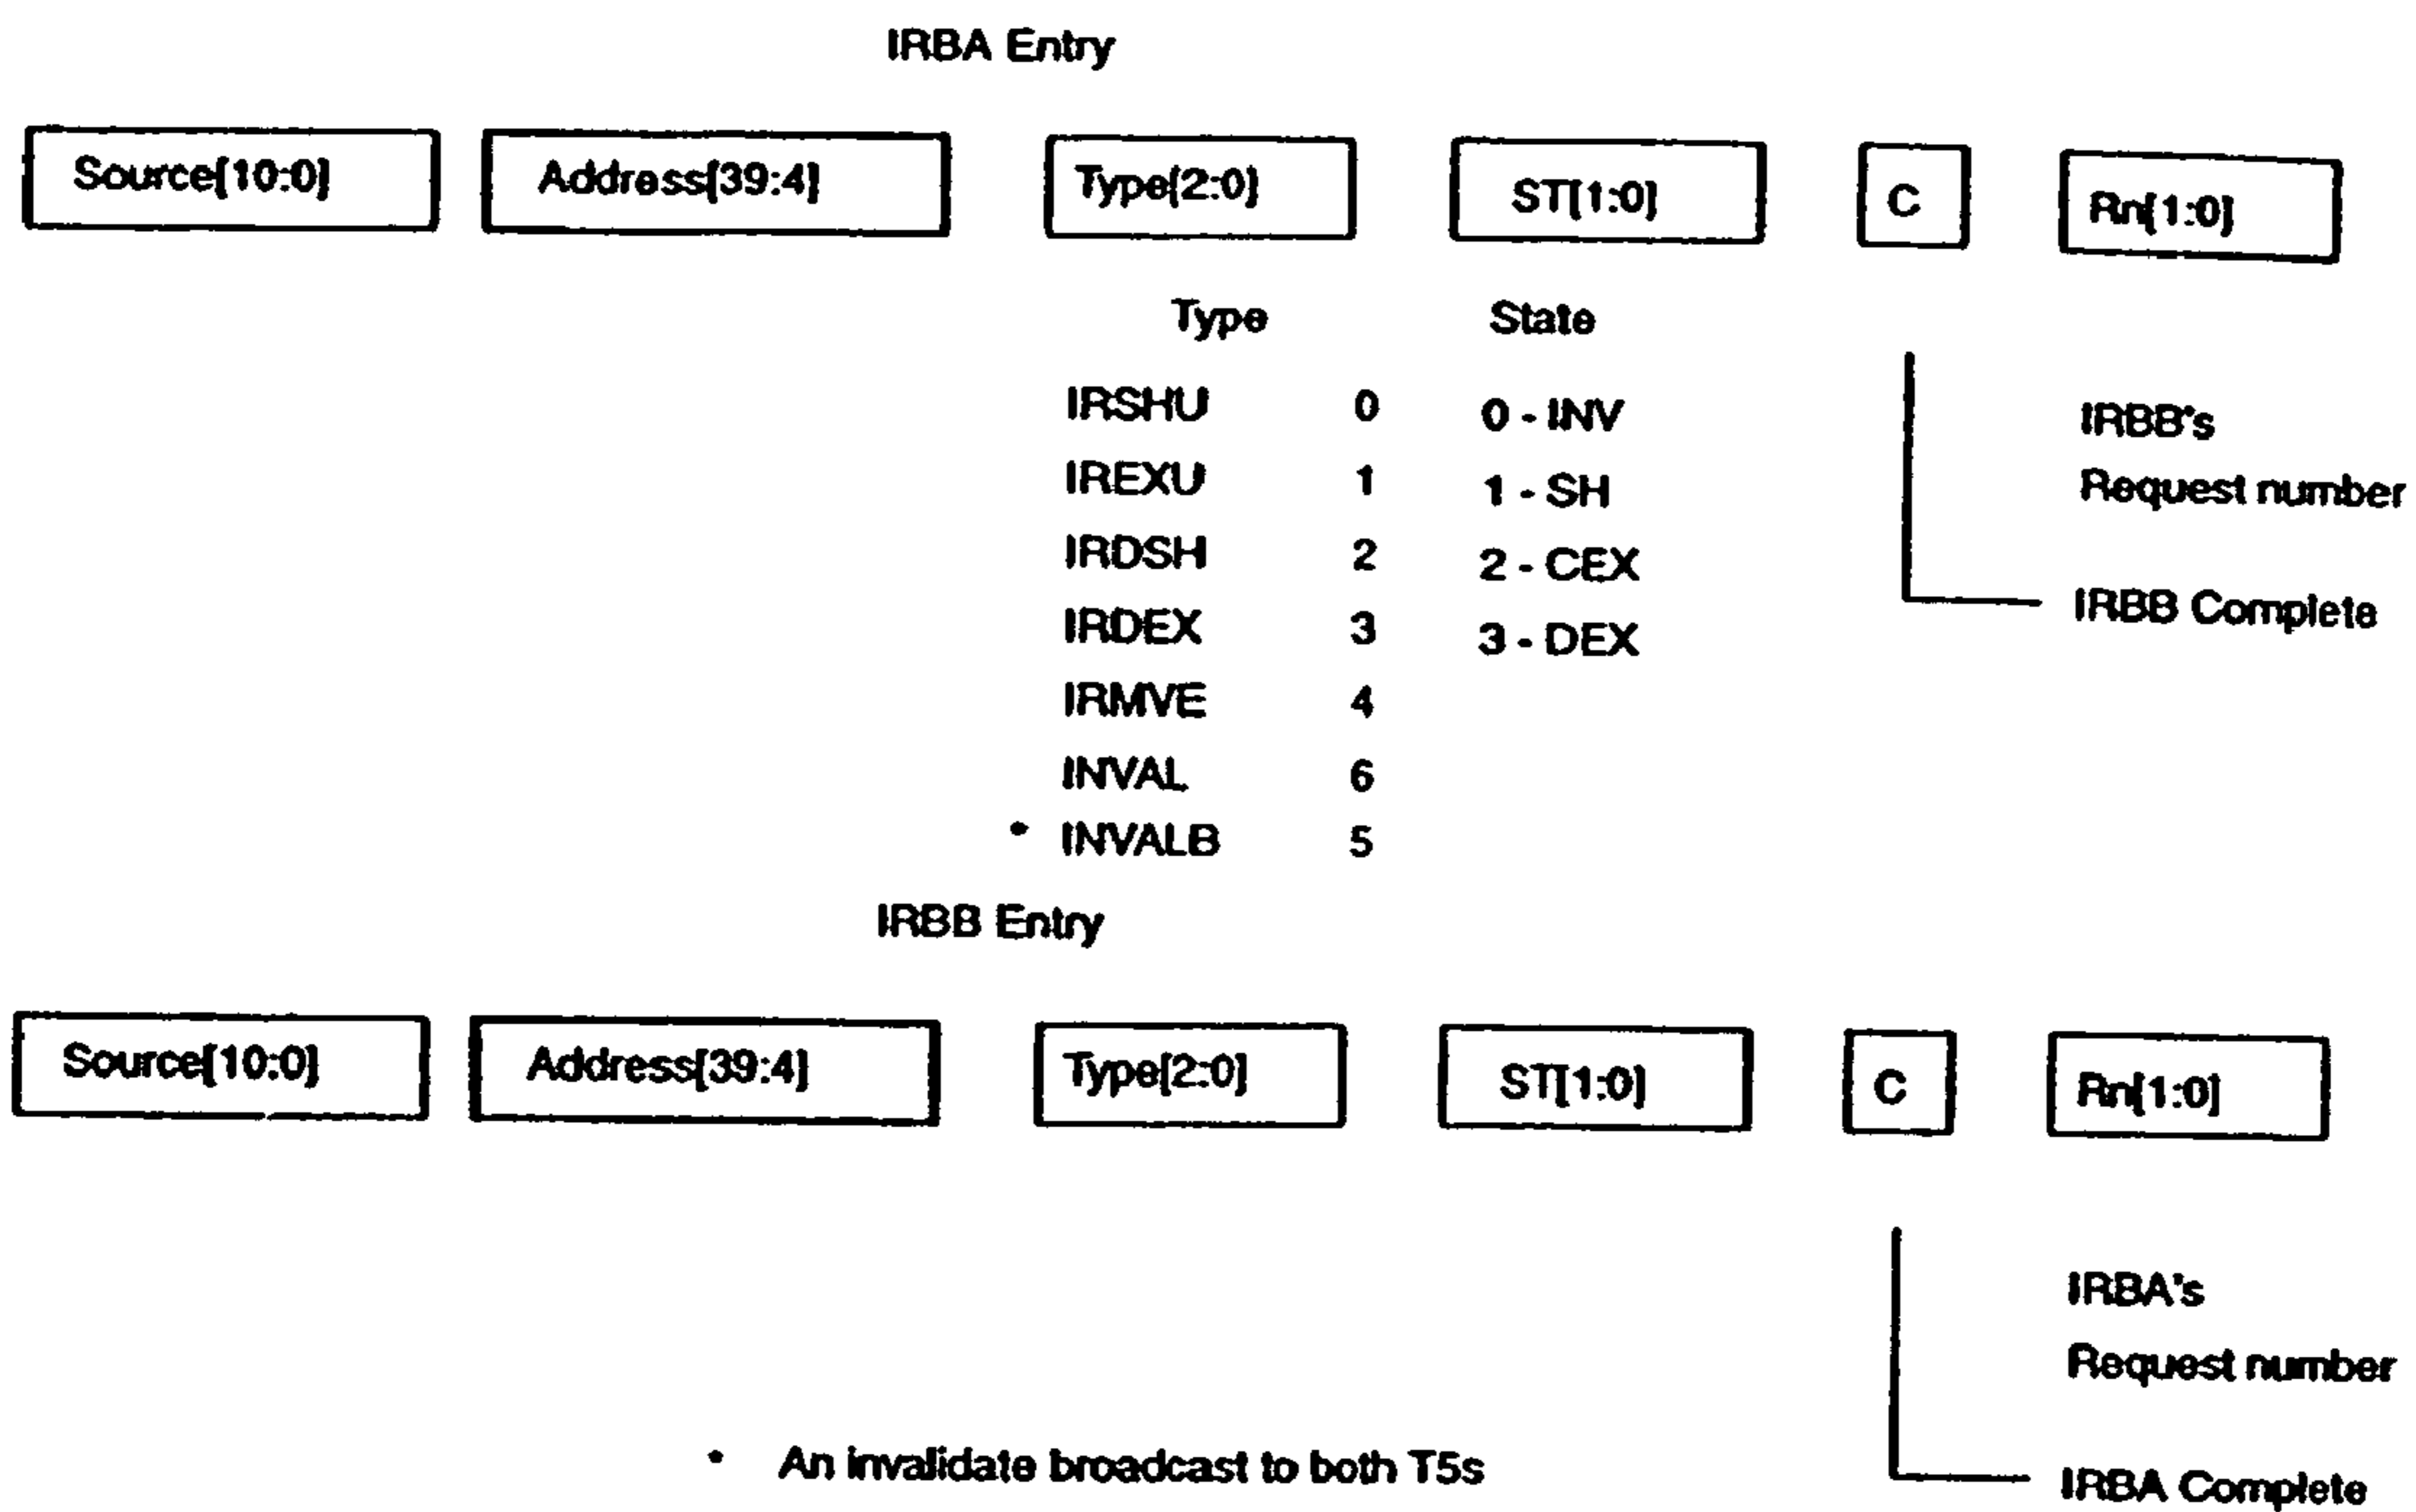 IRBA Entry
Source[10:0] Address[39:4] Type[2:0] ST[1:0] C Rn[1:0]
Type State
IRSHU 0 0 - INV IRBB's
IREXU 1 1 - SH Request number
IRDSH 2 2 - CEX
IRDEX 3 3 - DEX IRBB Complete
IRMVE 4
INVAL 6
* INVALB 5
IRBB Entry
Source[10:0] Address[39:4] Type[2:0] ST[1:0] C Rn[1:0]
IRBA's
Request number
* An invalidate broadcast to both T5s
IRBA Complete